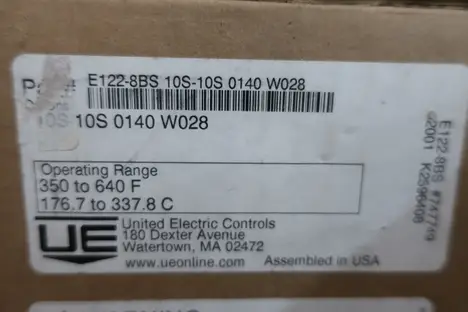 E122-8BS 10S-10S 0140 W028
10S-10S 0140 W028
Operating Range
350 to 640 F
176.7 to 337.8 C
UE
United Electric Controls
180 Dexter Avenue
Watertown, MA 02472
www.ueonline.com
Assembled in USA
E122-8BS